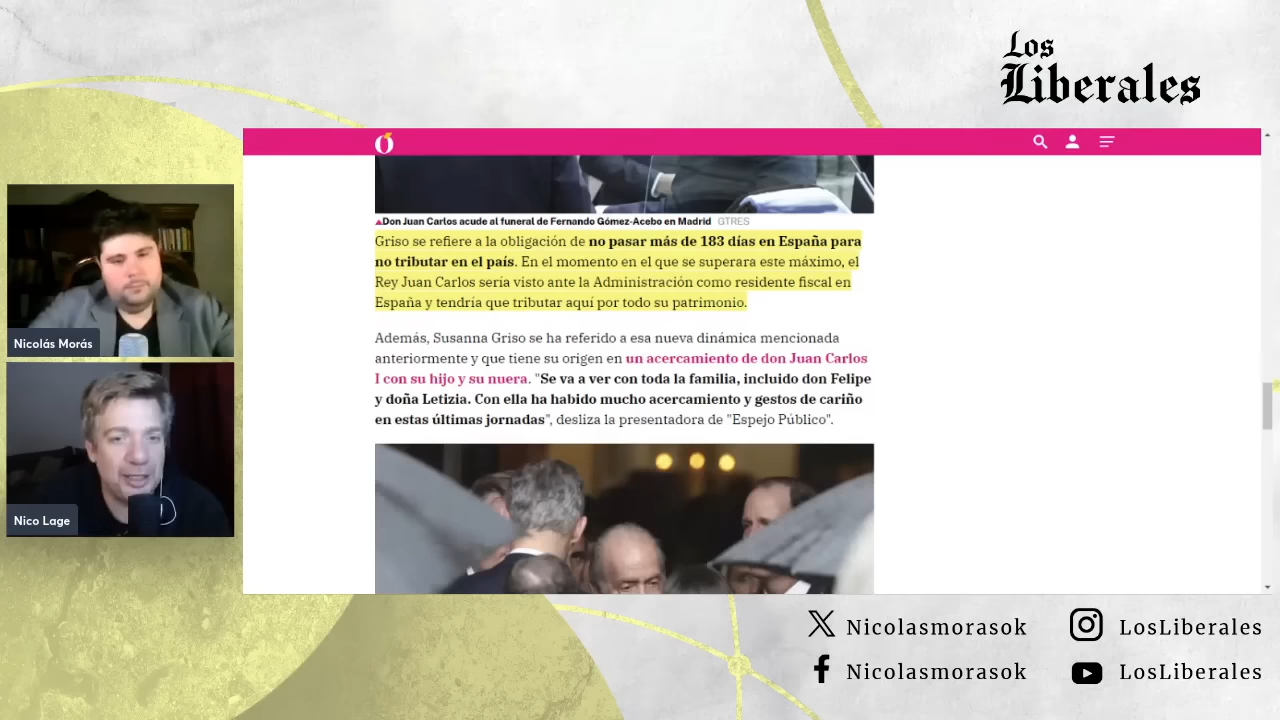 Los
Liberales
Ó
Don Juan Carlos acude al funeral de Fernando Gómez-Acebo en Madrid GTRES
Griso se refiere a la obligación de no pasar más de 183 días en España para
no tributar en el país. En el momento en el que se superara este máximo, el
Rey Juan Carlos sería visto ante la Administración como residente fiscal en
España y tendría que tributar aquí por todo su patrimonio.
Además, Susanna Griso se ha referido a esa nueva dinámica mencionada
anteriormente y que tiene su origen en un acercamiento de don Juan Carlos
I con su hijo y su nuera. "Se va a ver con toda la familia, incluido don Felipe
y doña Letizia. Con ella ha habido mucho acercamiento y gestos de cariño
en estas últimas jornadas", desliza la presentadora de "Espejo Público".
Nicolás Morás
Nico Lage
Nicolasmorasok
LosLiberales
Nicolasmorasok
LosLiberales